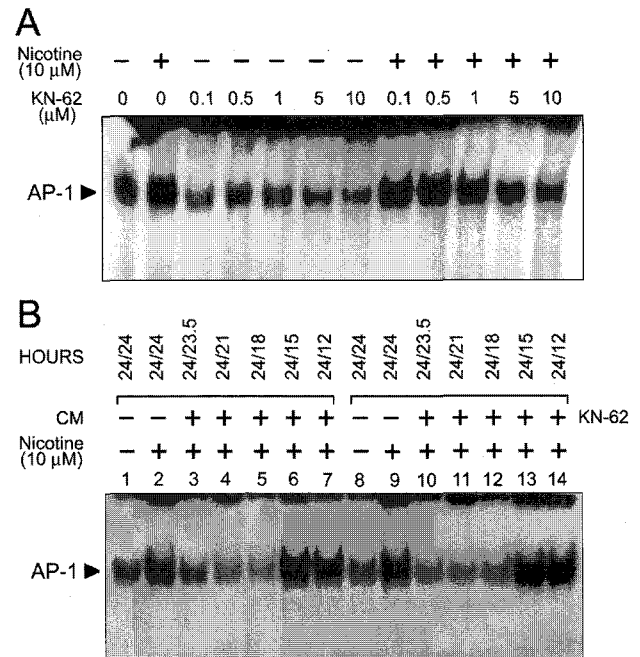 A
Nicotine (10 μM) − + − − − − − + + + + +
KN-62 (μM) 0 0 0.1 0.5 1 5 10 0.1 0.5 1 5 10
AP-1
B
HOURS 24/24 24/24 24/23.5 24/21 24/18 24/15 24/12 24/24 24/24 24/23.5 24/21 24/18 24/15 24/12
CM − − + + + + + − − + + + + + KN-62
Nicotine (10 μM) − + + + + + + − + + + + + +
1 2 3 4 5 6 7 8 9 10 11 12 13 14
AP-1